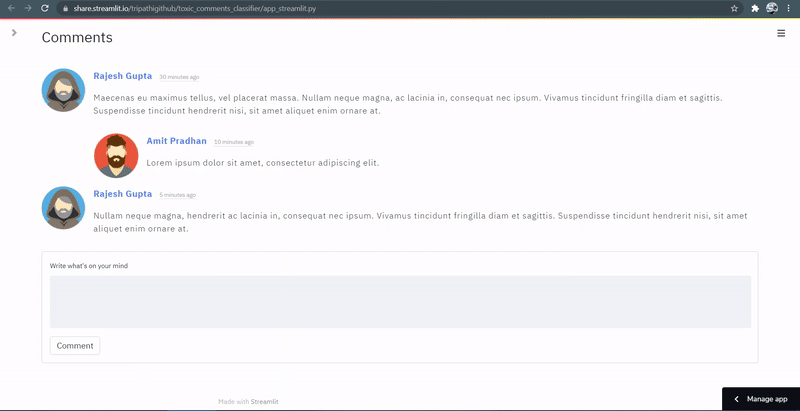 share.streamlit.io/tripathigithub/toxic_comments_classifier/app_streamlit.py
Comments
Rajesh Gupta 30 minutes ago
Maecenas eu maximus tellus, vel placerat massa. Nullam neque magna, ac lacinia in, consequat nec ipsum. Vivamus tincidunt fringilla diam et sagittis.
Suspendisse tincidunt hendrerit nisi, sit amet aliquet enim ornare at.
Amit Pradhan 10 minutes ago
Lorem ipsum dolor sit amet, consectetur adipiscing elit.
Rajesh Gupta 5 minutes ago
Nullam neque magna, hendrerit ac lacinia in, consequat nec ipsum. Vivamus tincidunt fringilla diam et sagittis. Suspendisse tincidunt hendrerit nisi, sit amet
aliquet enim ornare at.
Write what's on your mind
Comment
Made with Streamlit
Manage app